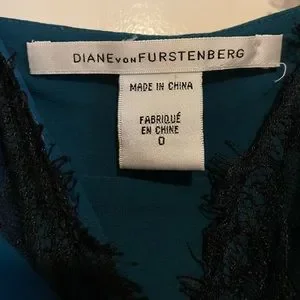 DIANE VON FURSTENBERG
MADE IN CHINA
FABRIQUÉ
EN CHINE
0